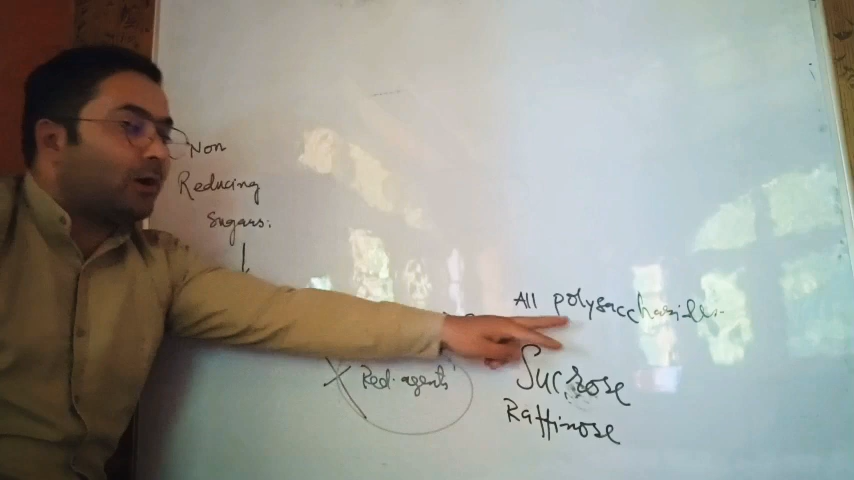 Non
Reducing
Sugars:
All polysaccharides
X Red. agents
Sucrose
Raffinose